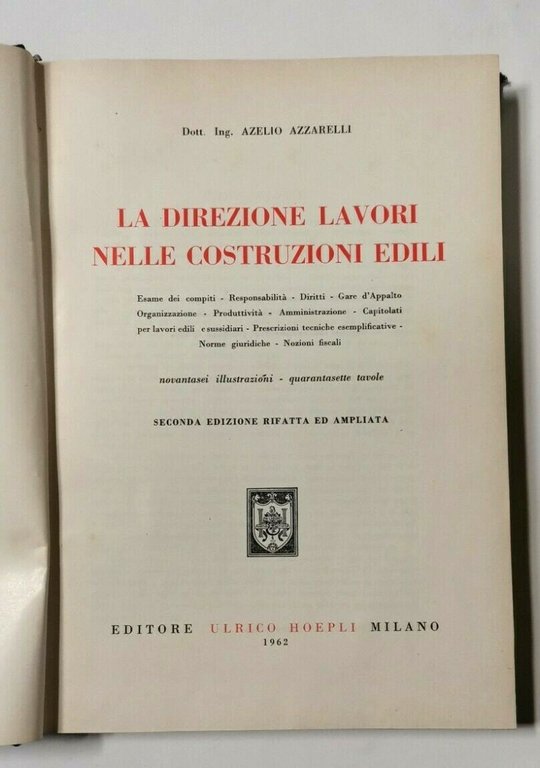 Dott. Ing. AZELIO AZZARELLI
LA DIREZIONE LAVORI
NELLE COSTRUZIONI EDILI
Esame dei compiti - Responsabilità - Diritti - Gare d'Appalto
Organizzazione - Produttività - Amministrazione - Capitolati
per lavori edili e sussidiari - Prescrizioni tecniche esemplificative -
Norme giuridiche - Nozioni fiscali
novantasei illustrazioni - quarantasette tavole
SECONDA EDIZIONE RIFATTA ED AMPLIATA
EDITORE ULRICO HOEPLI MILANO
1962